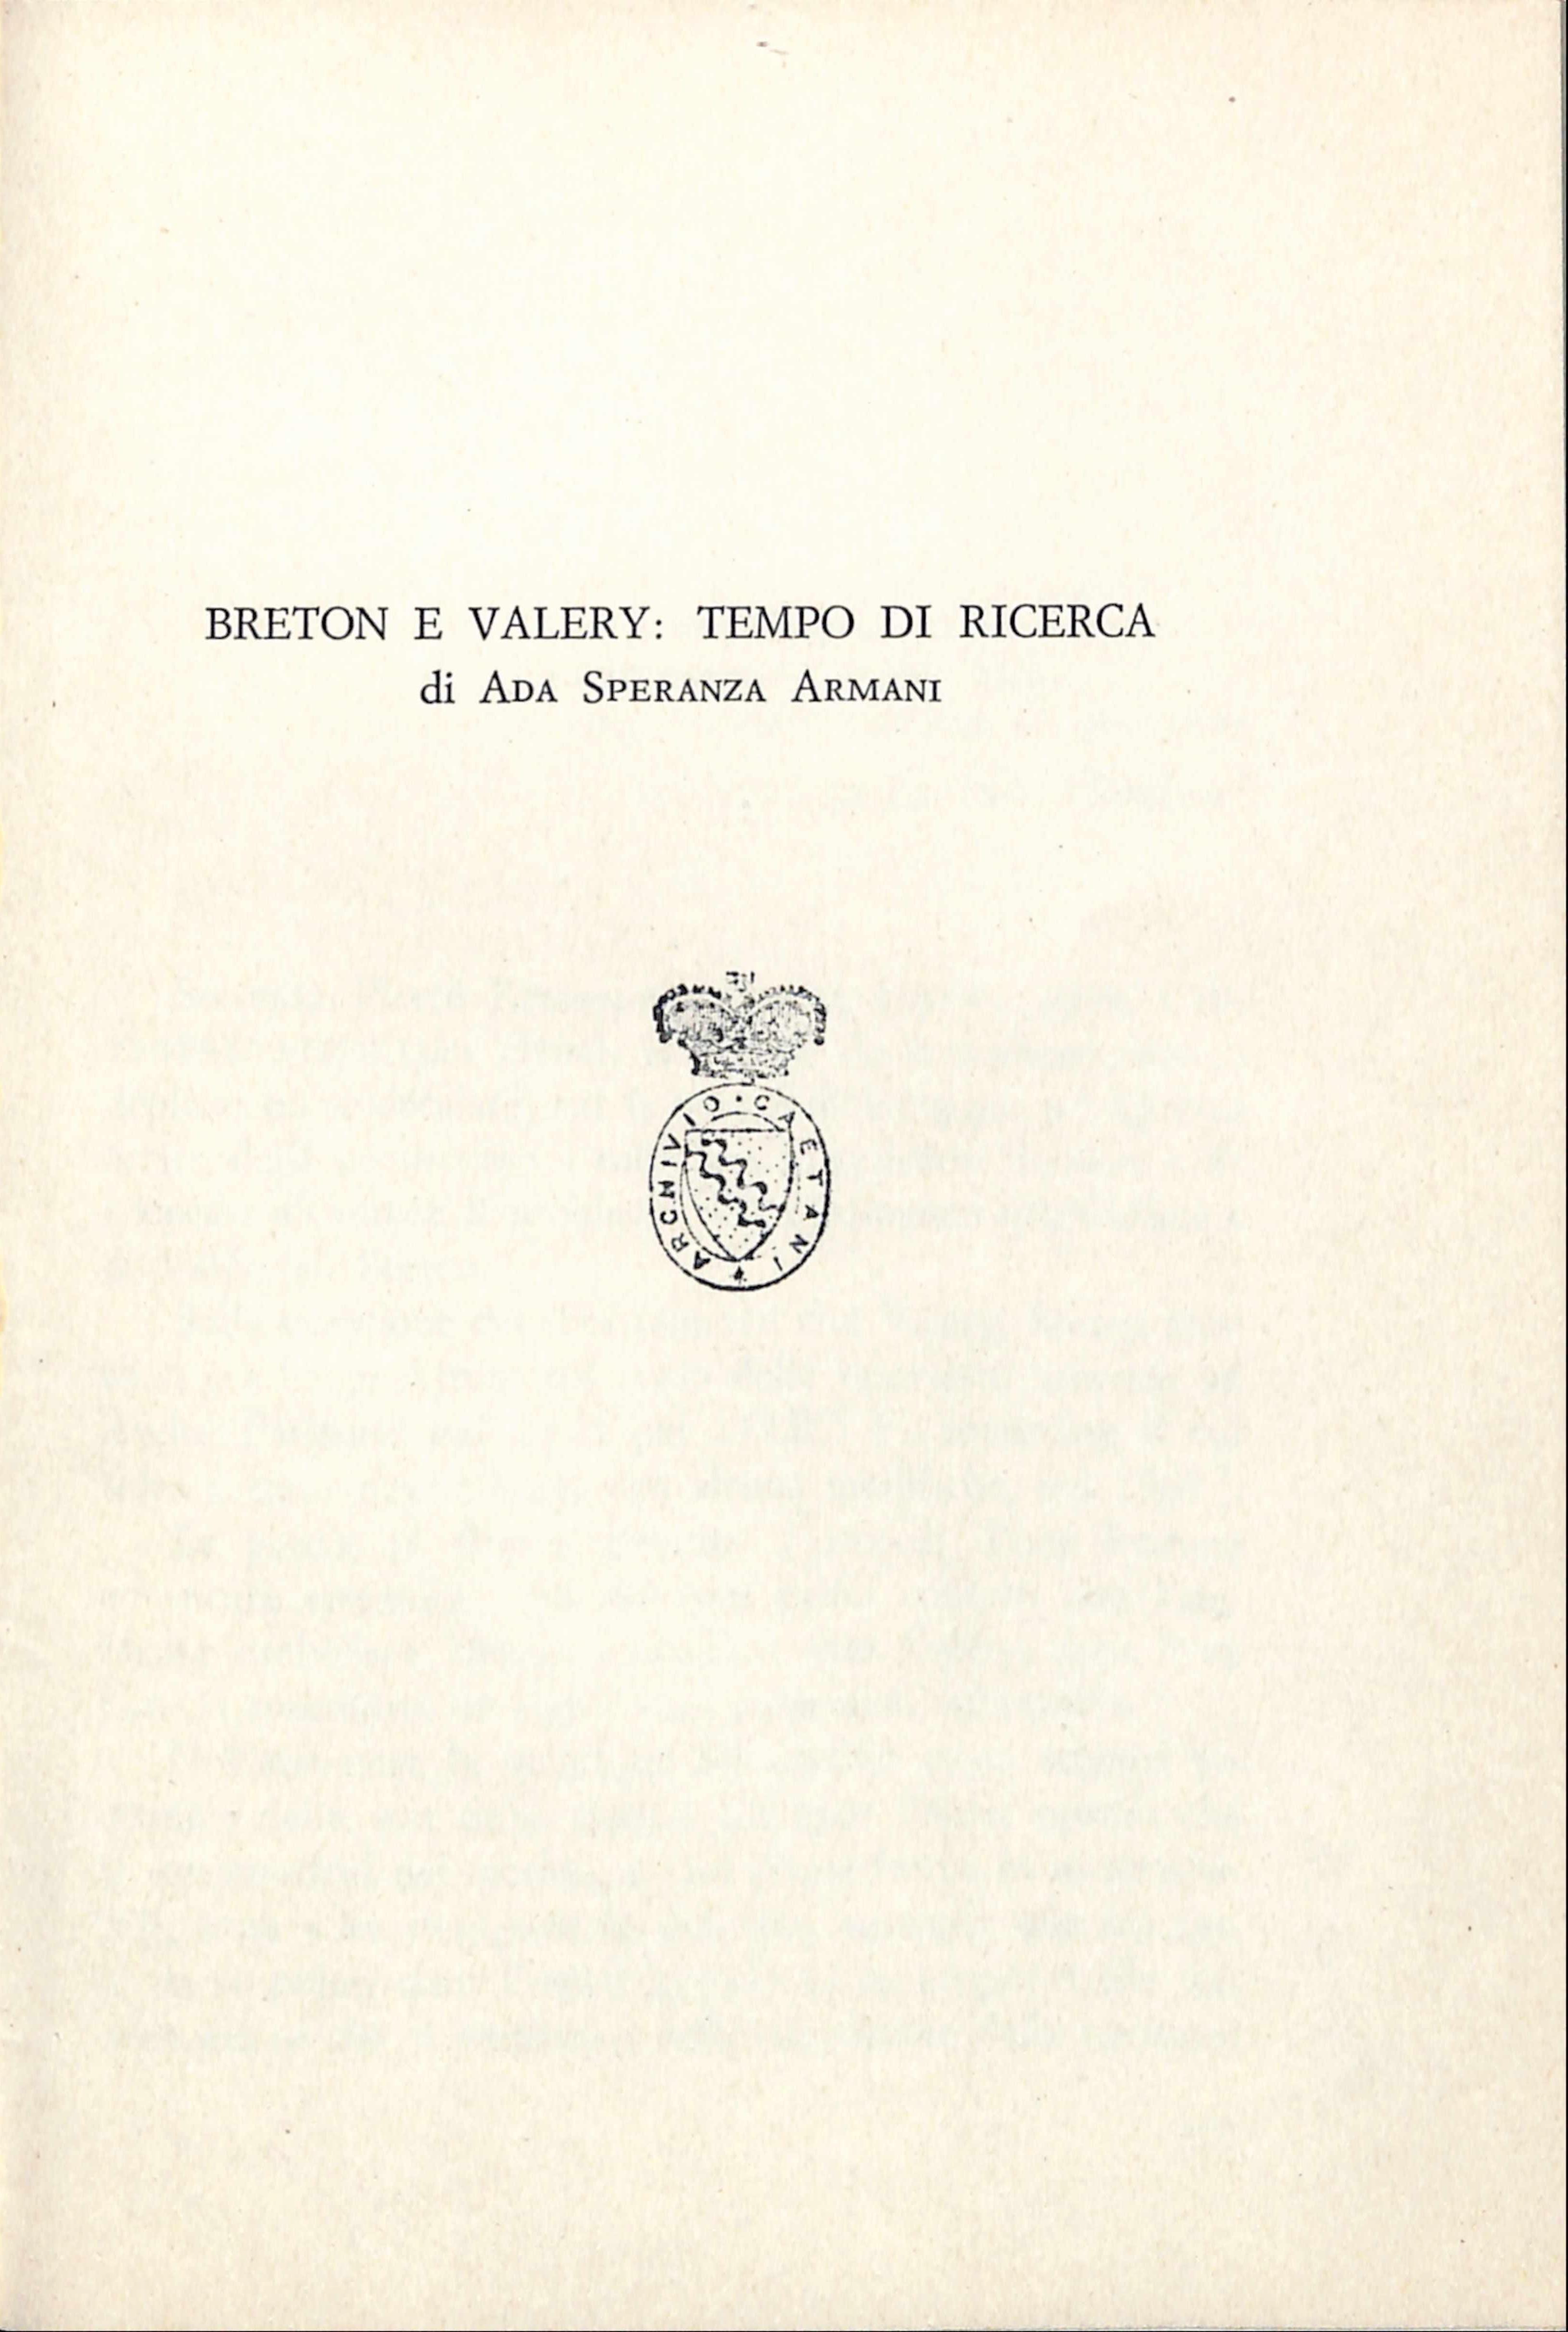 BRETON E VALERY: TEMPO DI RICERCA
di ADA SPERANZA ARMANI
ARCHIVIO · CAETANI